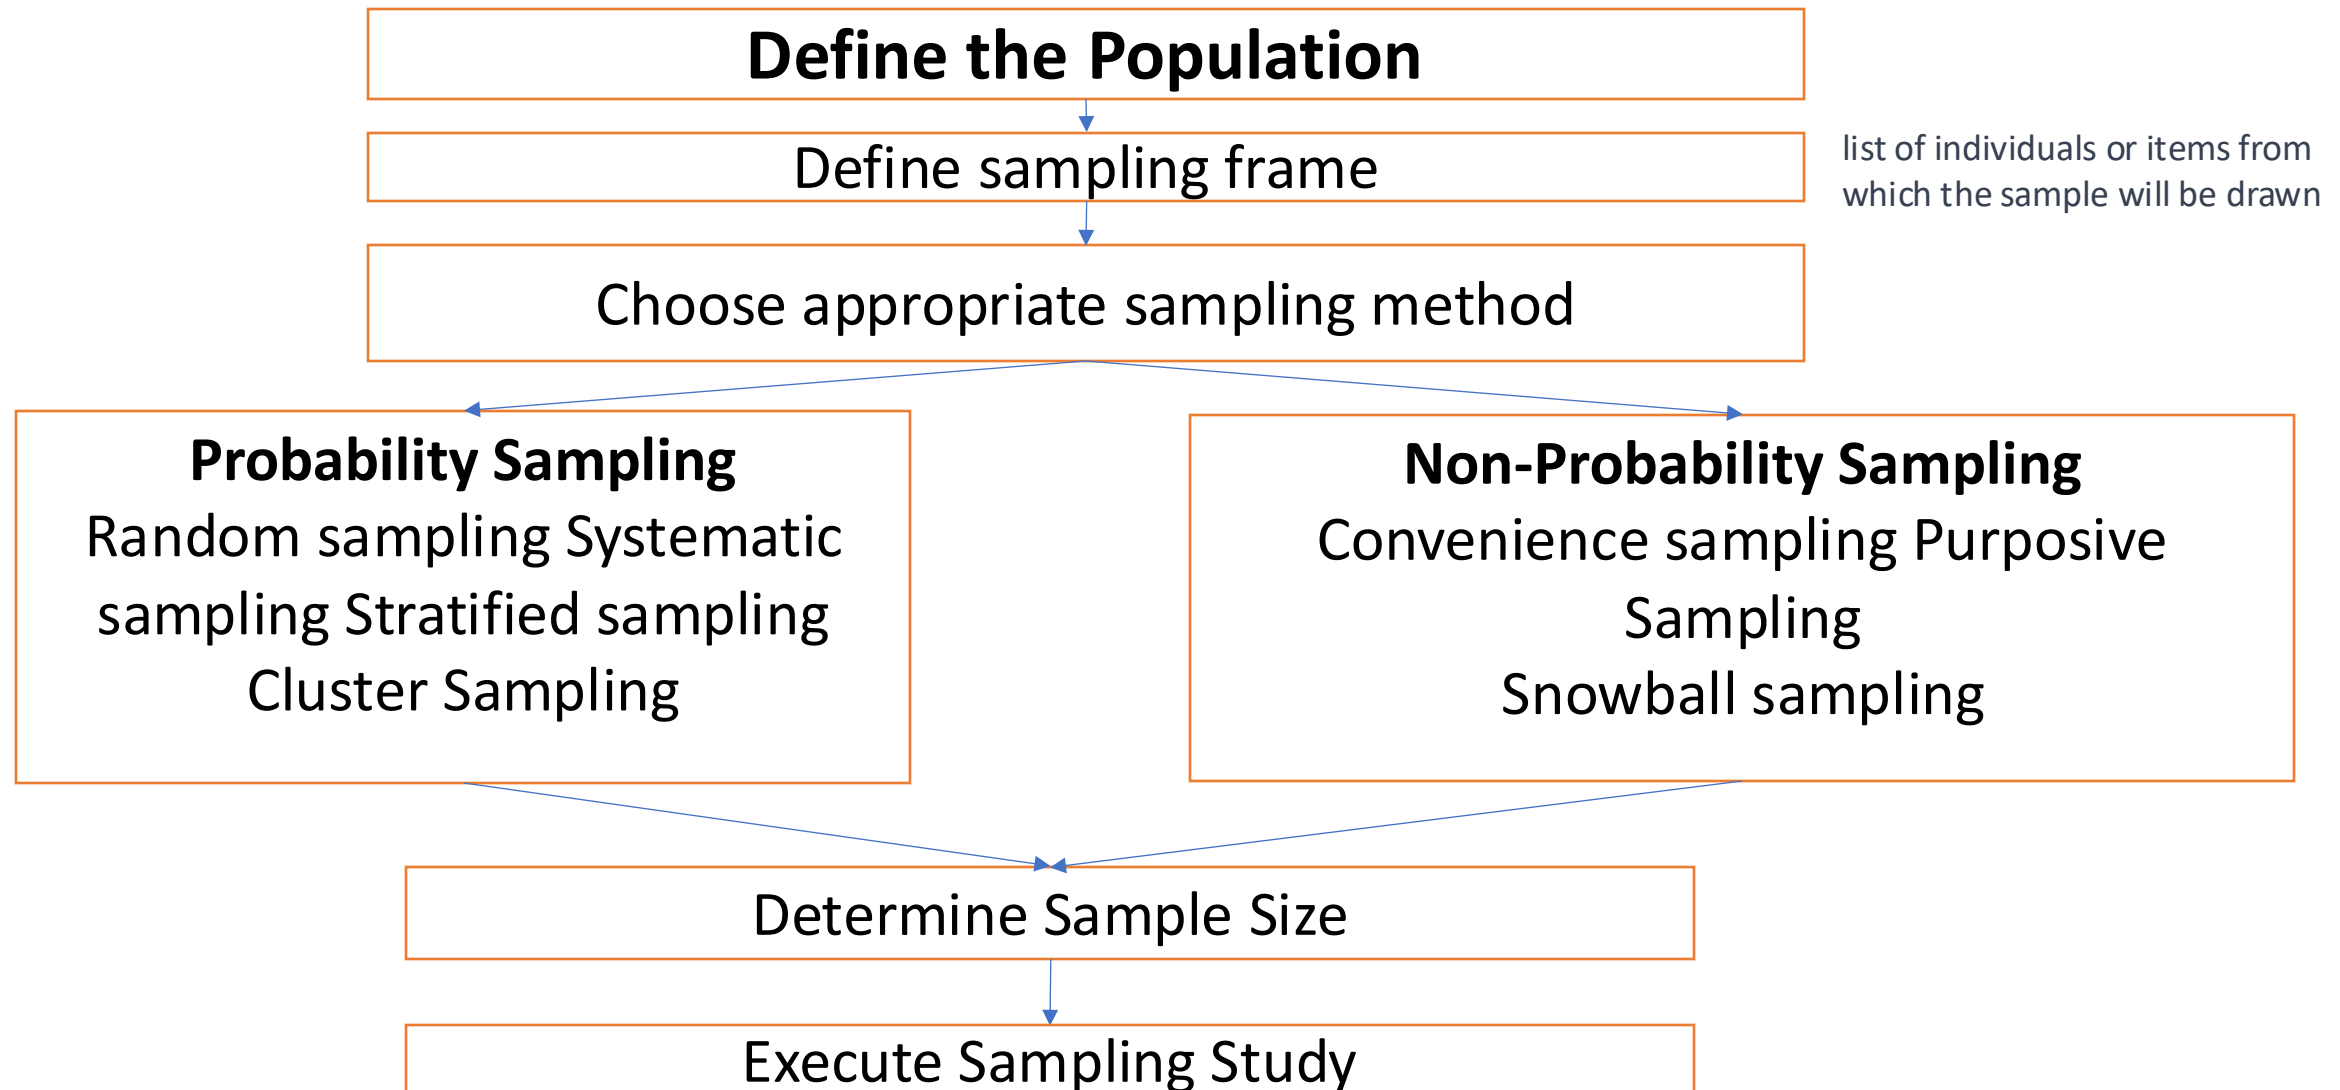 Define the Population
Define sampling frame
list of individuals or items from
which the sample will be drawn
Choose appropriate sampling method
Probability Sampling
Random sampling Systematic
sampling Stratified sampling
Cluster Sampling
Non-Probability Sampling
Convenience sampling Purposive
Sampling
Snowball sampling
Determine Sample Size
Execute Sampling Study